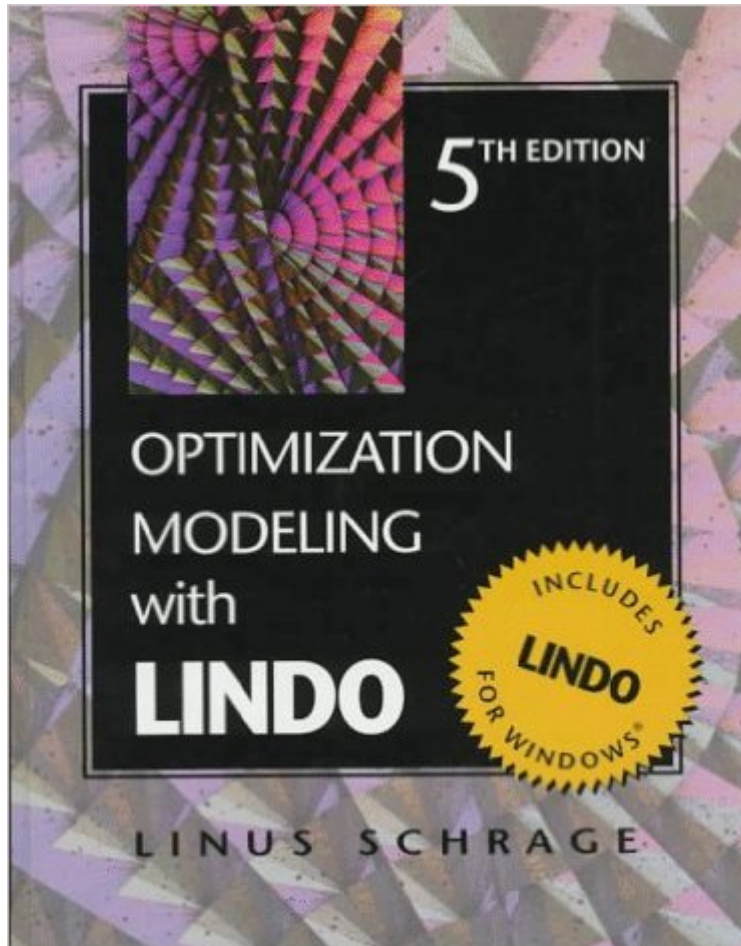 5TH EDITION
OPTIMIZATION
MODELING
with
LINDO
INCLUDES
LINDO
FOR WINDOWS®
LINUS SCHRAGE